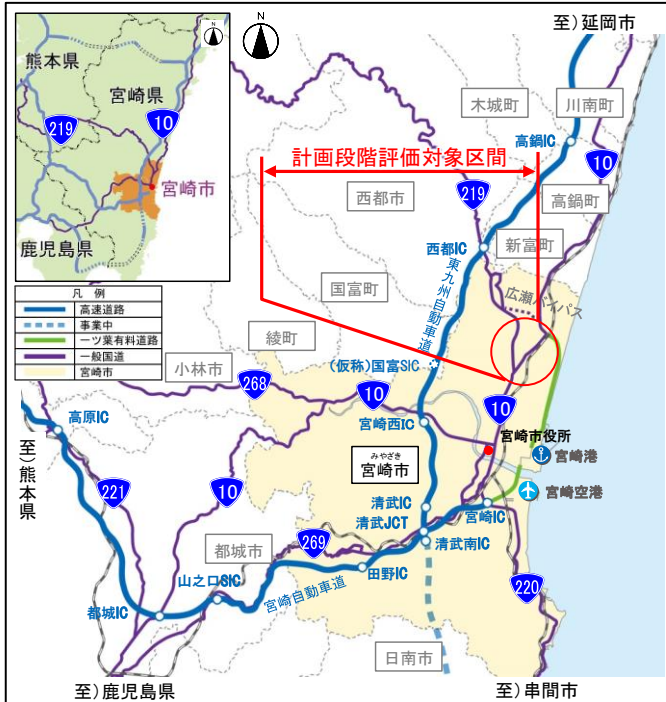 至）延岡市
N
N
熊本県
宮崎県
219
10
宮崎市
鹿児島県
木城町
川南町
高鍋IC
10
計画段階評価対象区間
西都市
219
高鍋町
西都IC
新富町
東九州自動車道
広瀬バイパス
国富町
凡　例
高速道路
事業中
一ツ葉有料道路
一般国道
宮崎市
綾町
(仮称)国富SIC
小林市
268
10
10
高原IC
宮崎西IC
宮崎市役所
みやざき
宮崎市
宮崎港
至）熊本県
221
10
宮崎空港
清武IC
宮崎IC
清武JCT
269
清武南IC
都城市
田野IC
山之口SIC
宮崎自動車道
220
都城IC
日南市
至）鹿児島県
至）串間市